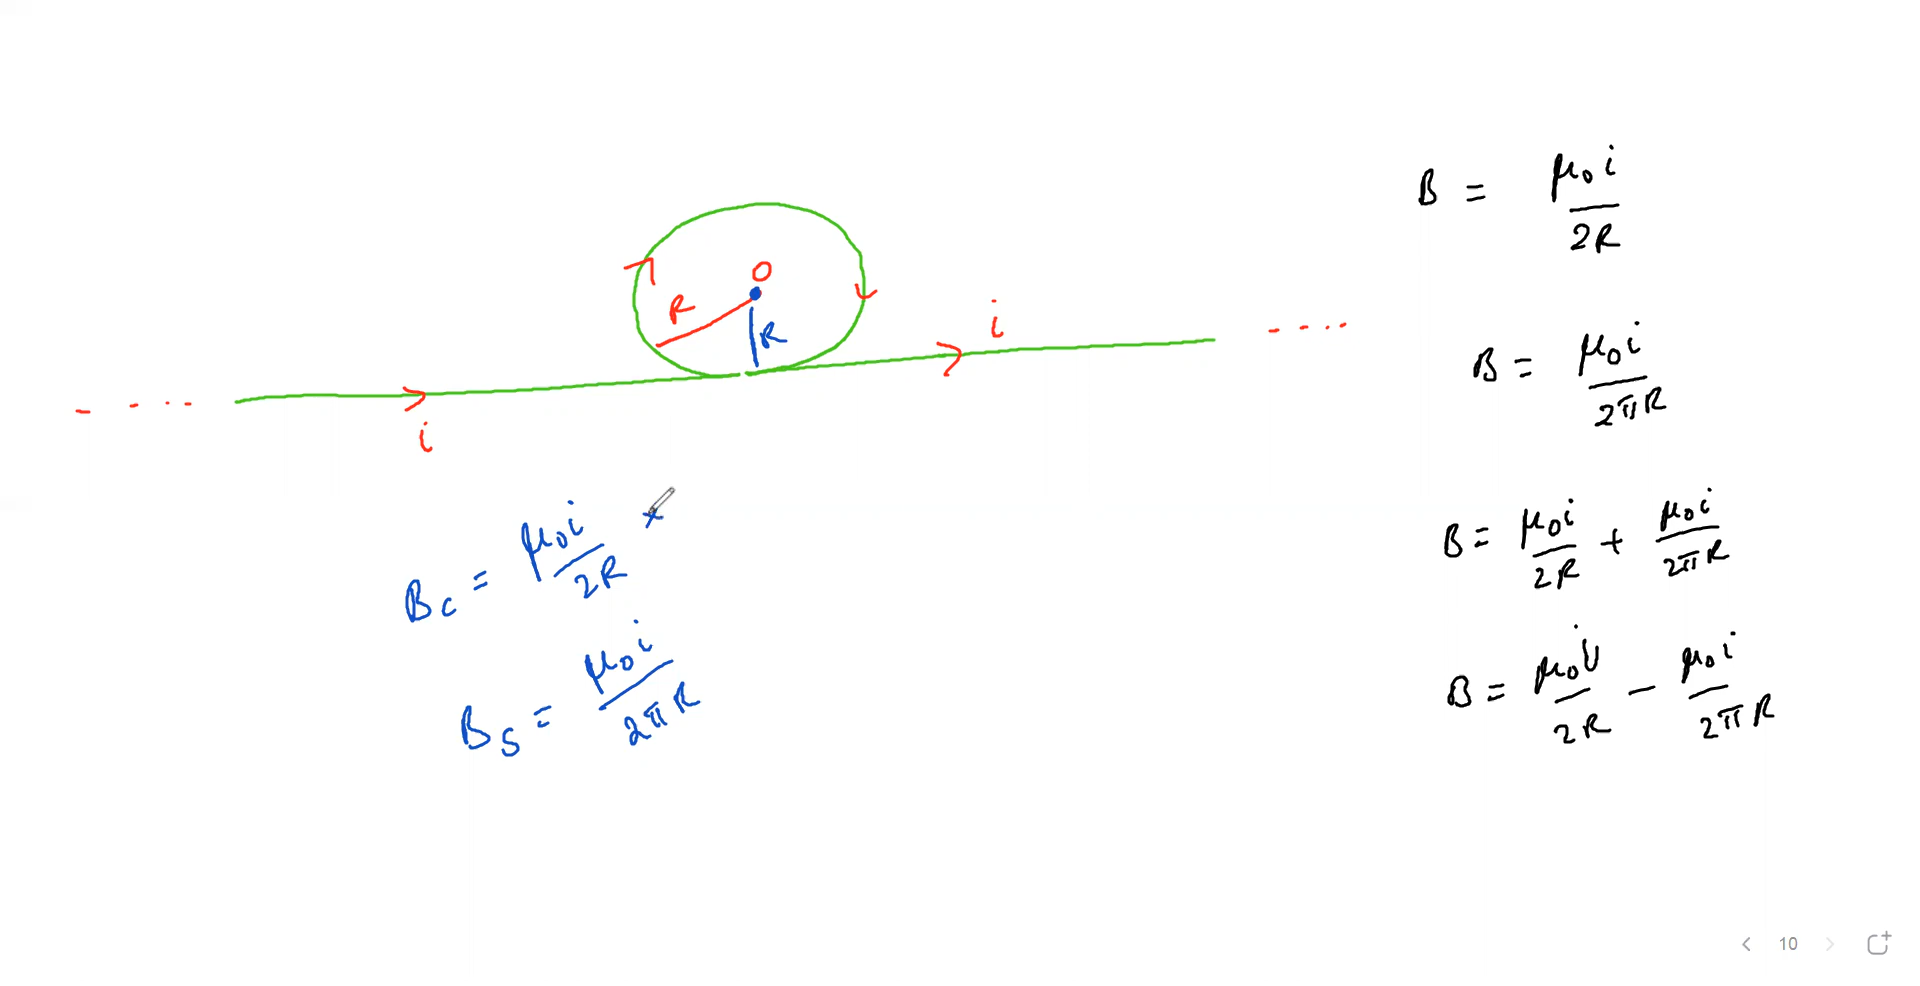 O
R
R
i
i
B = μ₀i / 2R
B = μ₀i / 2πR
B = μ₀i / 2R + μ₀i / 2πR
B = μ₀i / 2R − μ₀i / 2πR
B_C = μ₀i / 2R ×
B_S = μ₀i / 2πR
10